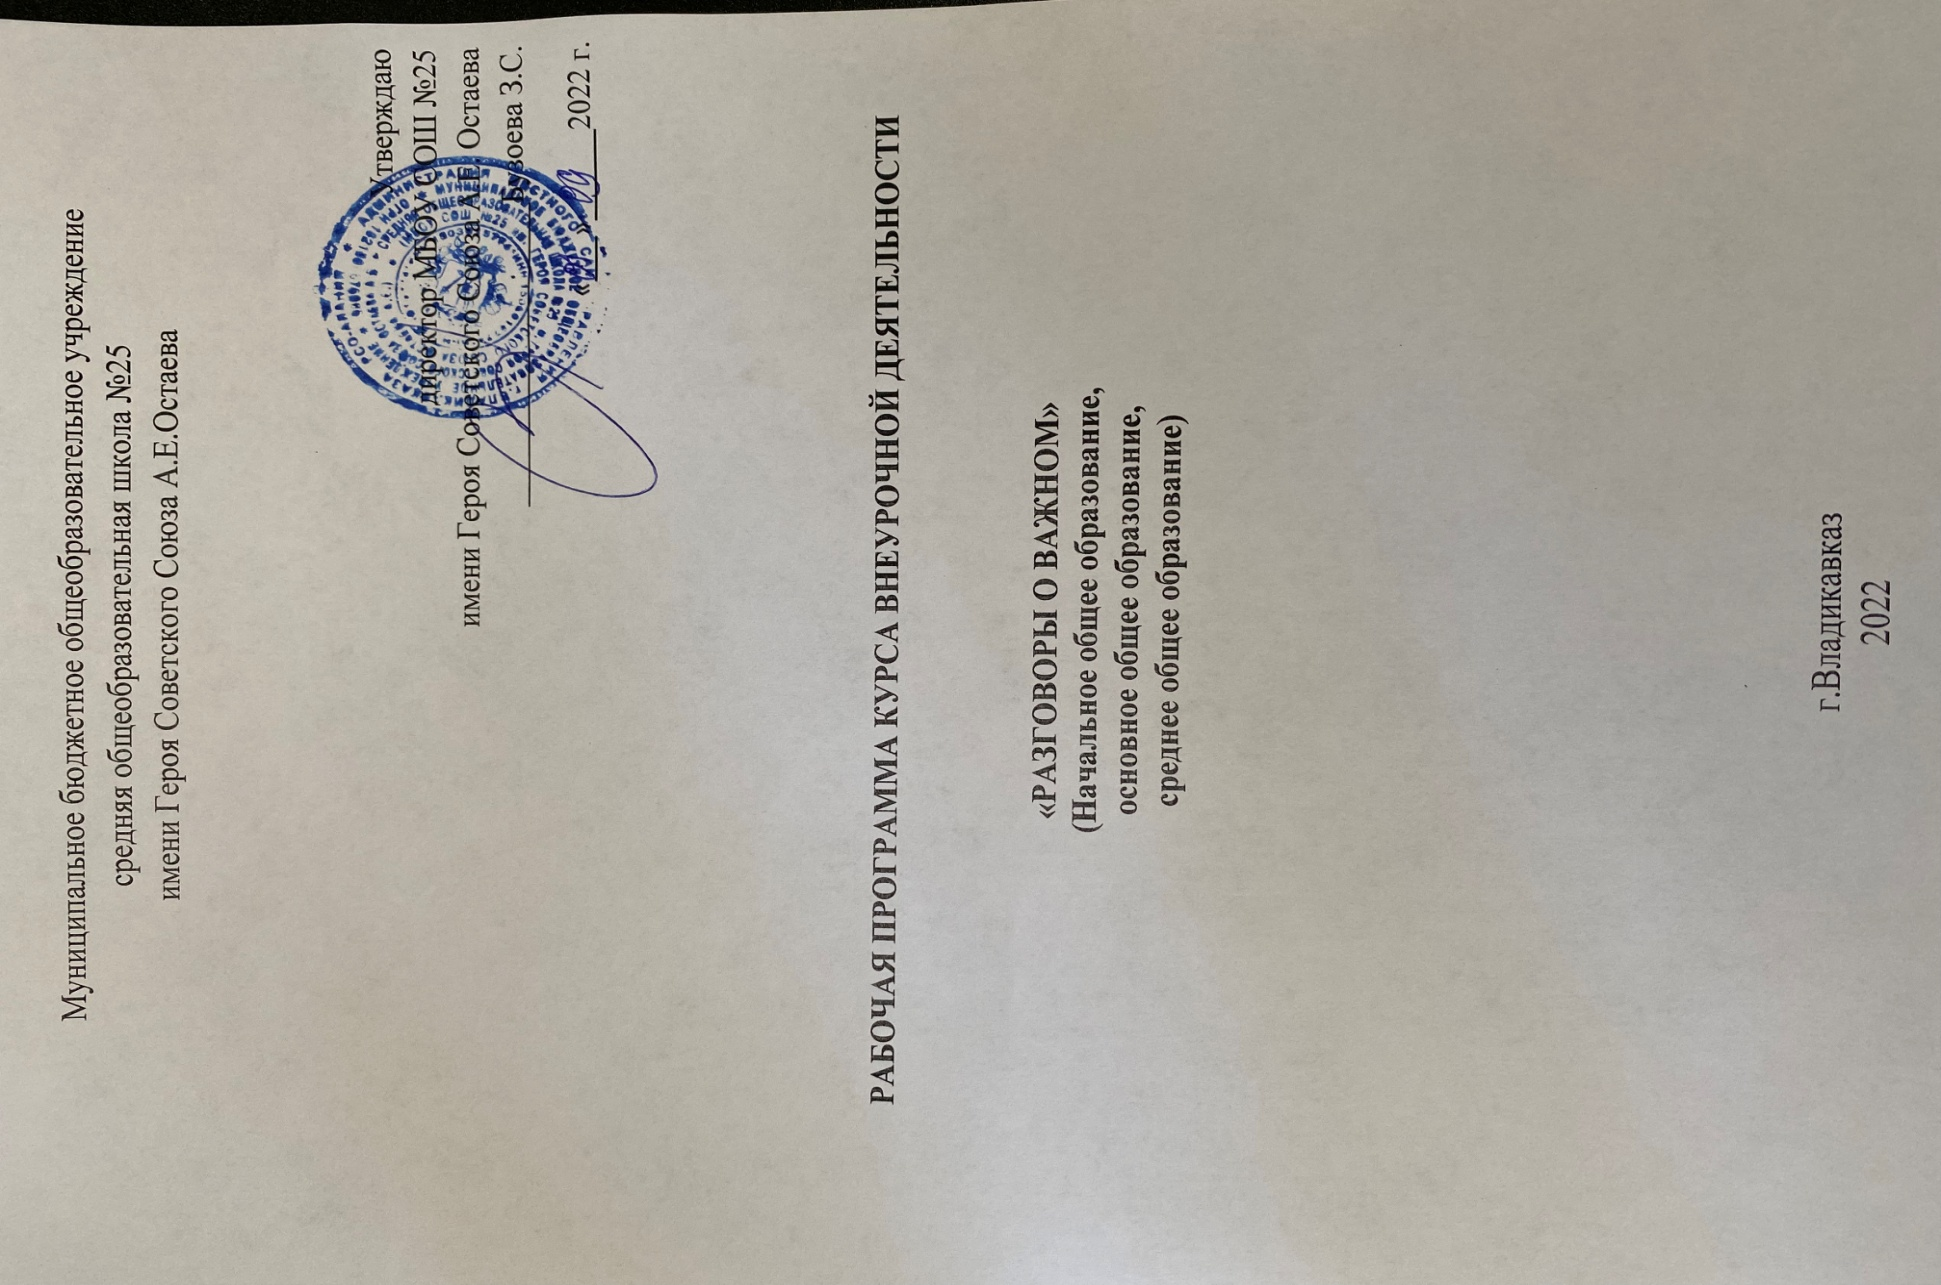 Муниципальное бюджетное общеобразовательное учреждение
средняя общеобразовательная школа №25
имени Героя Советского Союза А.Е.Остаева
Утверждаю
директор МБОУ СОШ №25
имени Героя Советского Союза А.Е. Остаева
З.С.
2022 г.
РАБОЧАЯ ПРОГРАММА КУРСА ВНЕУРОЧНОЙ ДЕЯТЕЛЬНОСТИ
«РАЗГОВОРЫ О ВАЖНОМ»
(Начальное общее образование,
основное общее образование,
среднее общее образование)
г.Владикавказ
2022